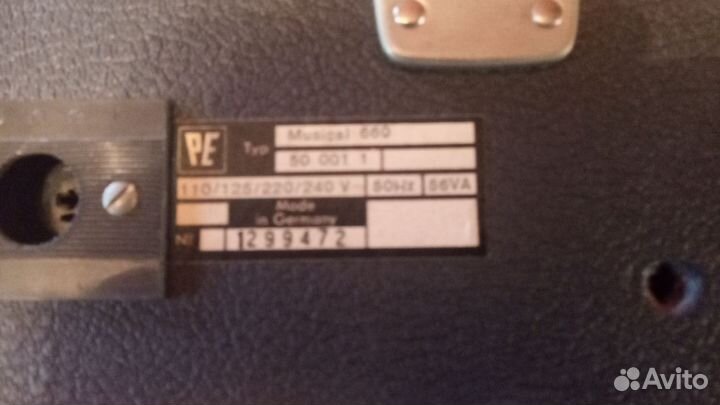 PE Typ Musical 660
50 001 1
110/125/220/240 V~ 50Hz 56VA
Made
in Germany
Nr. 1299472
Avito